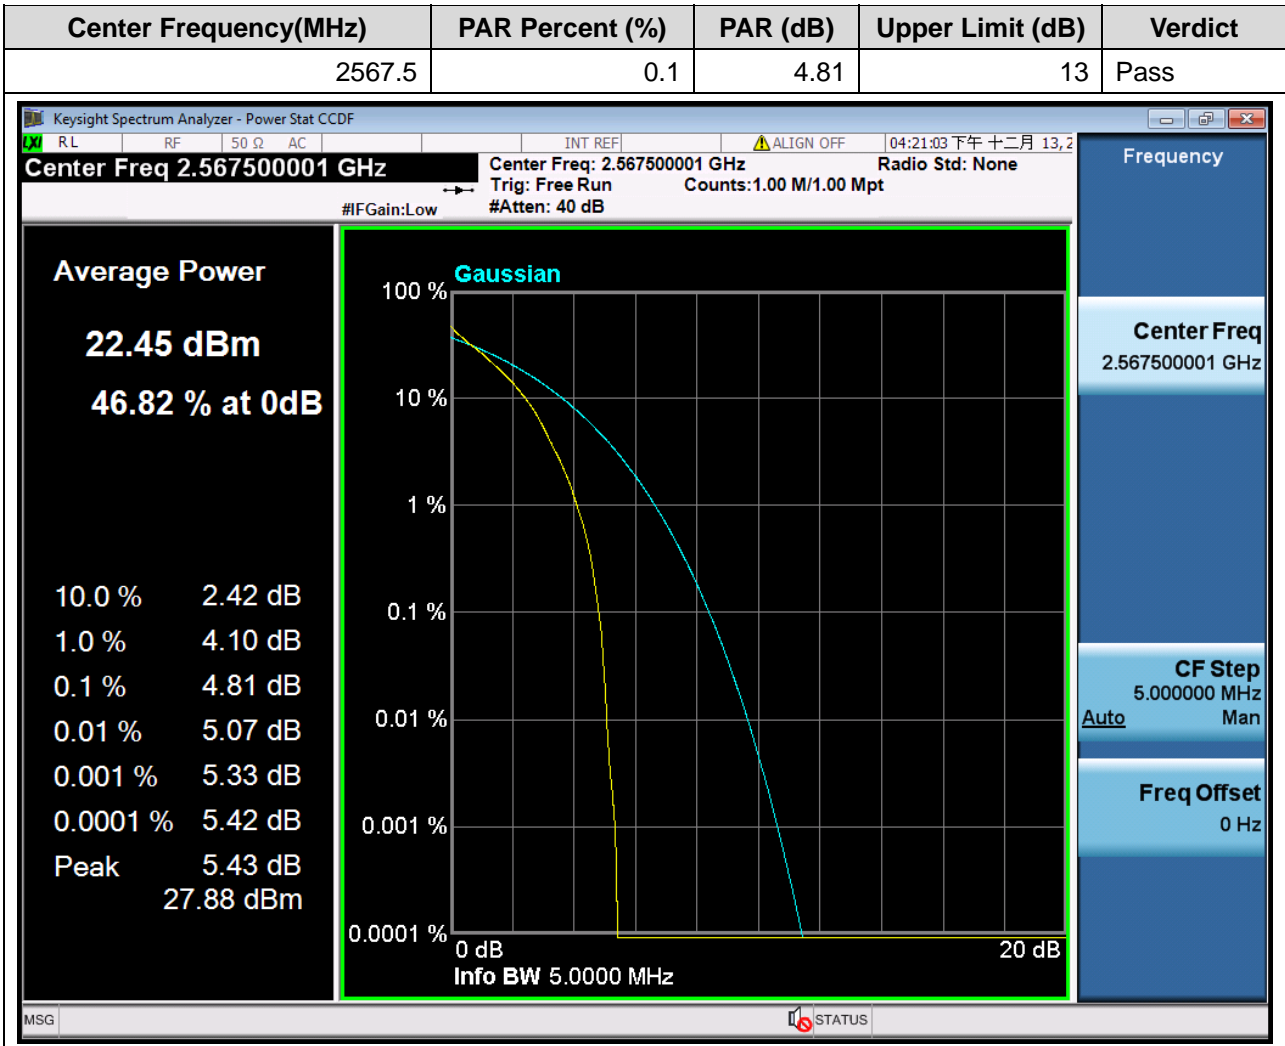 Center Frequency(MHz) PAR Percent (%) PAR (dB) Upper Limit (dB) Verdict
2567.5 0.1 4.81 13 Pass
Keysight Spectrum Analyzer - Power Stat CCDF
LXI RL RF 50 Ω AC INT REF ALIGN OFF 04:21:03 下午 十二月 13, 2
Center Freq 2.567500001 GHz
Center Freq: 2.567500001 GHz Radio Std: None
Trig: Free Run Counts:1.00 M/1.00 Mpt
#IFGain:Low #Atten: 40 dB
Average Power
22.45 dBm
46.82 % at 0dB
10.0 % 2.42 dB
1.0 % 4.10 dB
0.1 % 4.81 dB
0.01 % 5.07 dB
0.001 % 5.33 dB
0.0001 % 5.42 dB
Peak 5.43 dB
27.88 dBm
Gaussian
100 %
10 %
1 %
0.1 %
0.01 %
0.001 %
0.0001 %
0 dB 20 dB
Info BW 5.0000 MHz
Frequency
Center Freq
2.567500001 GHz
CF Step
5.000000 MHz
Auto Man
Freq Offset
0 Hz
MSG STATUS